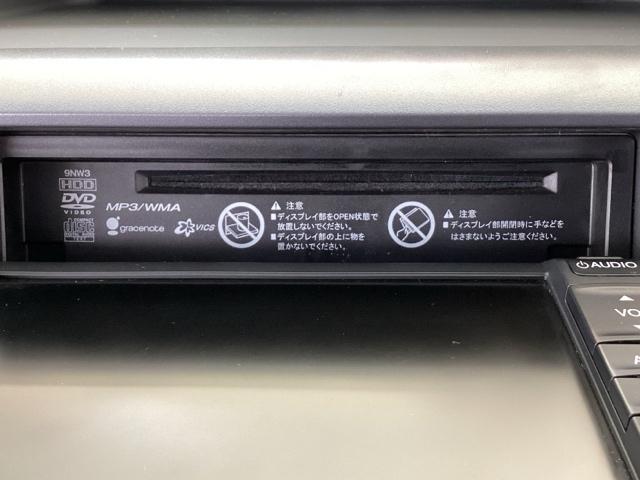 9NW3
HDD
DVD
VIDEO
COMPACT
disc
TEXT
MP3/WMA
gracenote
VICS
注意
■ディスプレイ部をOPEN状態で
放置しないでください。
■ディスプレイ部の上に物を
置かないでください。
注意
■ディスプレイ部開閉時に手などを
はさまないようご注意ください。
AUDIO
VO
A